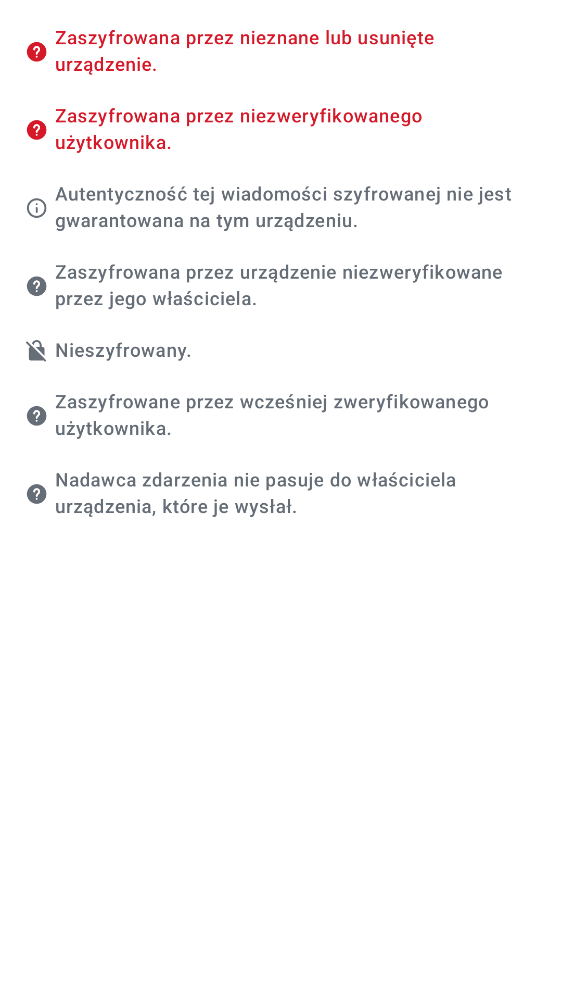 Zaszyfrowana przez nieznane lub usunięte
urządzenie.
Zaszyfrowana przez niezweryfikowanego
użytkownika.
Autentyczność tej wiadomości szyfrowanej nie jest
gwarantowana na tym urządzeniu.
Zaszyfrowana przez urządzenie niezweryfikowane
przez jego właściciela.
Nieszyfrowany.
Zaszyfrowane przez wcześniej zweryfikowanego
użytkownika.
Nadawca zdarzenia nie pasuje do właściciela
urządzenia, które je wysłał.